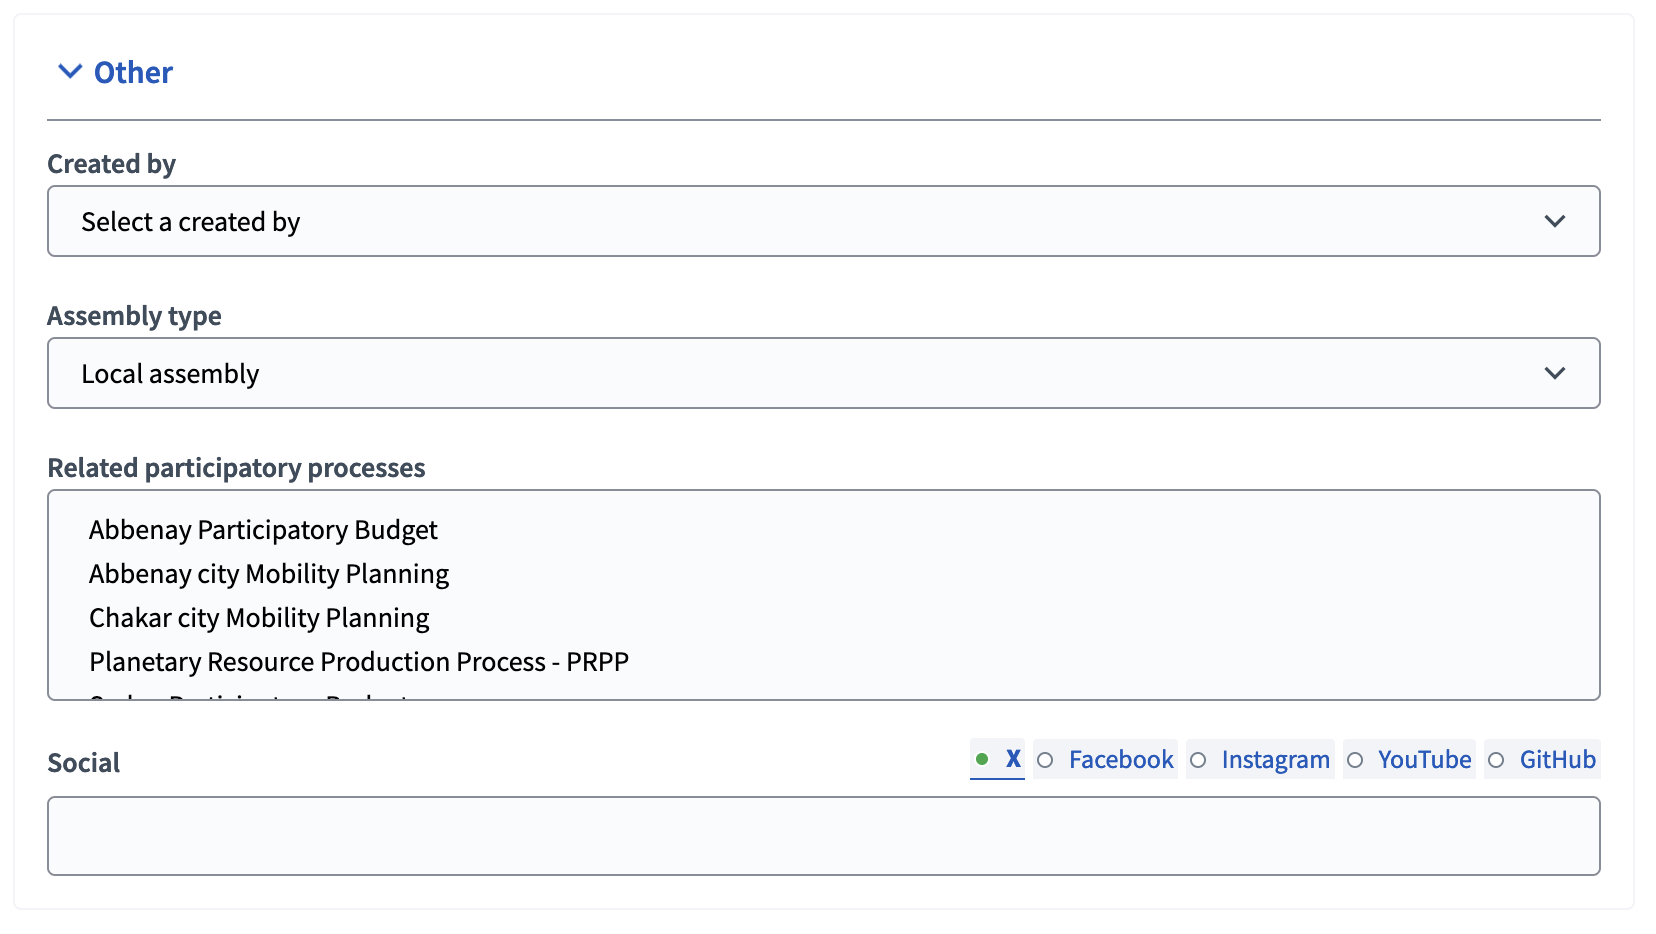 Other
Created by
Select a created by
Assembly type
Local assembly
Related participatory processes
Abbenay Participatory Budget
Abbenay city Mobility Planning
Chakar city Mobility Planning
Planetary Resource Production Process - PRPP
Social
X Facebook Instagram YouTube GitHub